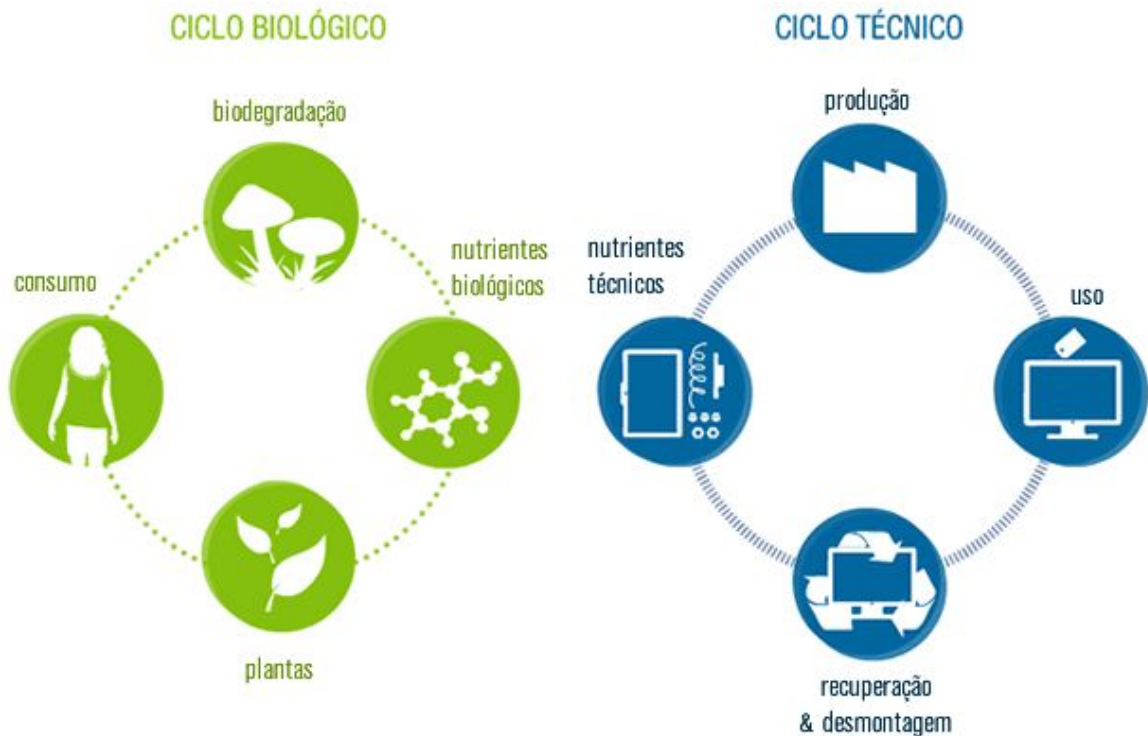 CICLO BIOLÓGICO
biodegradação
consumo
nutrientes
biológicos
plantas
CICLO TÉCNICO
produção
nutrientes
técnicos
uso
recuperação
& desmontagem